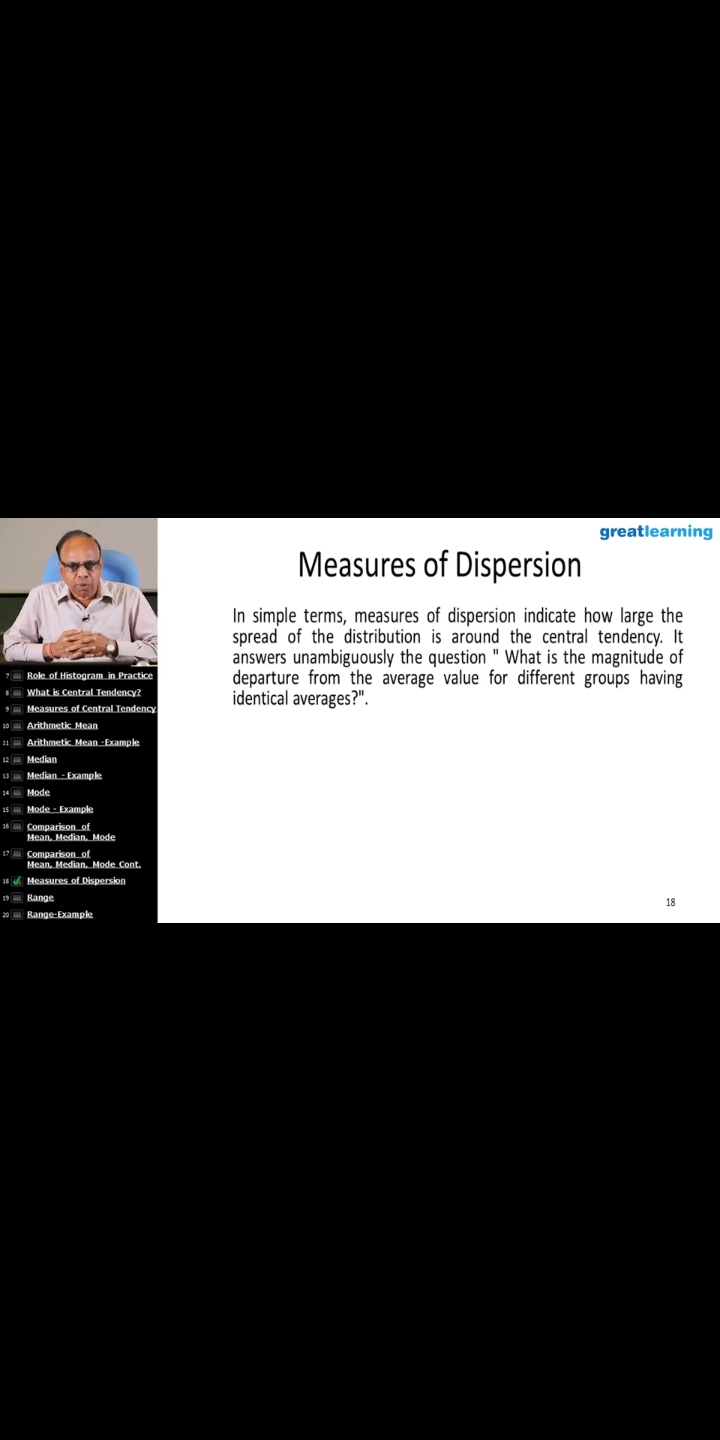 greatlearning
Measures of Dispersion
In simple terms, measures of dispersion indicate how large the
spread of the distribution is around the central tendency. It
answers unambiguously the question " What is the magnitude of
departure from the average value for different groups having
identical averages?".
7 Role of Histogram in Practice
8 What is Central Tendency?
9 Measures of Central Tendency
10 Arithmetic Mean
11 Arithmetic Mean -Example
12 Median
13 Median - Example
14 Mode
15 Mode - Example
16 Comparison of
Mean, Median, Mode
17 Comparison of
Mean, Median, Mode Cont.
18 Measures of Dispersion
19 Range
20 Range-Example
18